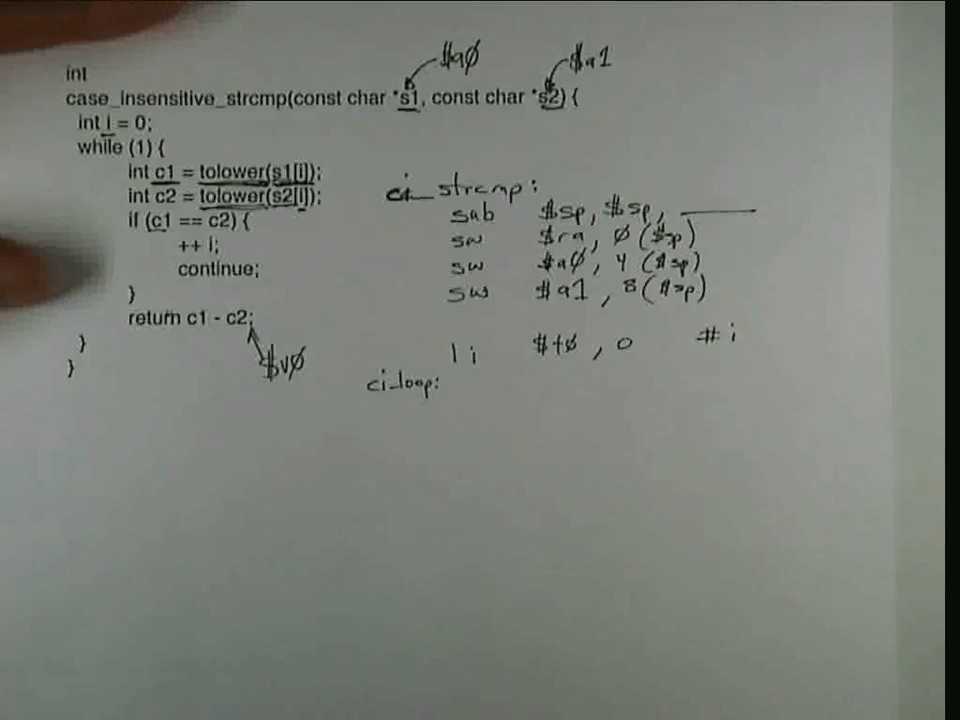 $a0 $a1
int
case_insensitive_strcmp(const char *s1, const char *s2) {
int i = 0;
while (1) {
int c1 = tolower(s1[i]);
int c2 = tolower(s2[i]);
if (c1 == c2) {
++ i;
continue;
}
return c1 - c2;
}
}
$v0
ci_strcmp:
sub $sp, $sp, ____
sw $ra, 0($sp)
sw $a0, 4($sp)
sw $a1, 8($sp)
li $t0, 0 # i
ci_loop: